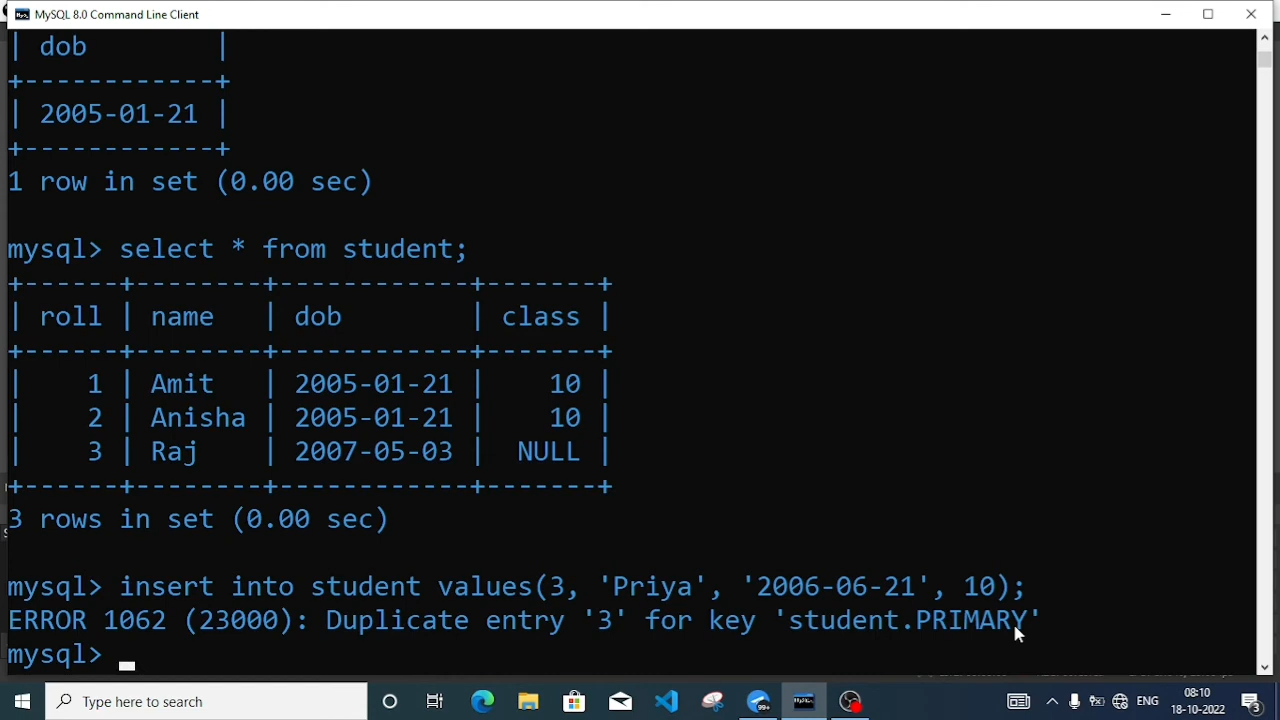 MySQL 8.0 Command Line Client
| dob        |
+------------+
| 2005-01-21 |
+------------+
1 row in set (0.00 sec)
mysql> select * from student;
+------+--------+------------+-------+
| roll | name   | dob        | class |
+------+--------+------------+-------+
|    1 | Amit   | 2005-01-21 |    10 |
|    2 | Anisha | 2005-01-21 |    10 |
|    3 | Raj    | 2007-05-03 |  NULL |
+------+--------+------------+-------+
3 rows in set (0.00 sec)
mysql> insert into student values(3, 'Priya', '2006-06-21', 10);
ERROR 1062 (23000): Duplicate entry '3' for key 'student.PRIMARY'
mysql>
Type here to search
99+
ENG
08:10
18-10-2022
3